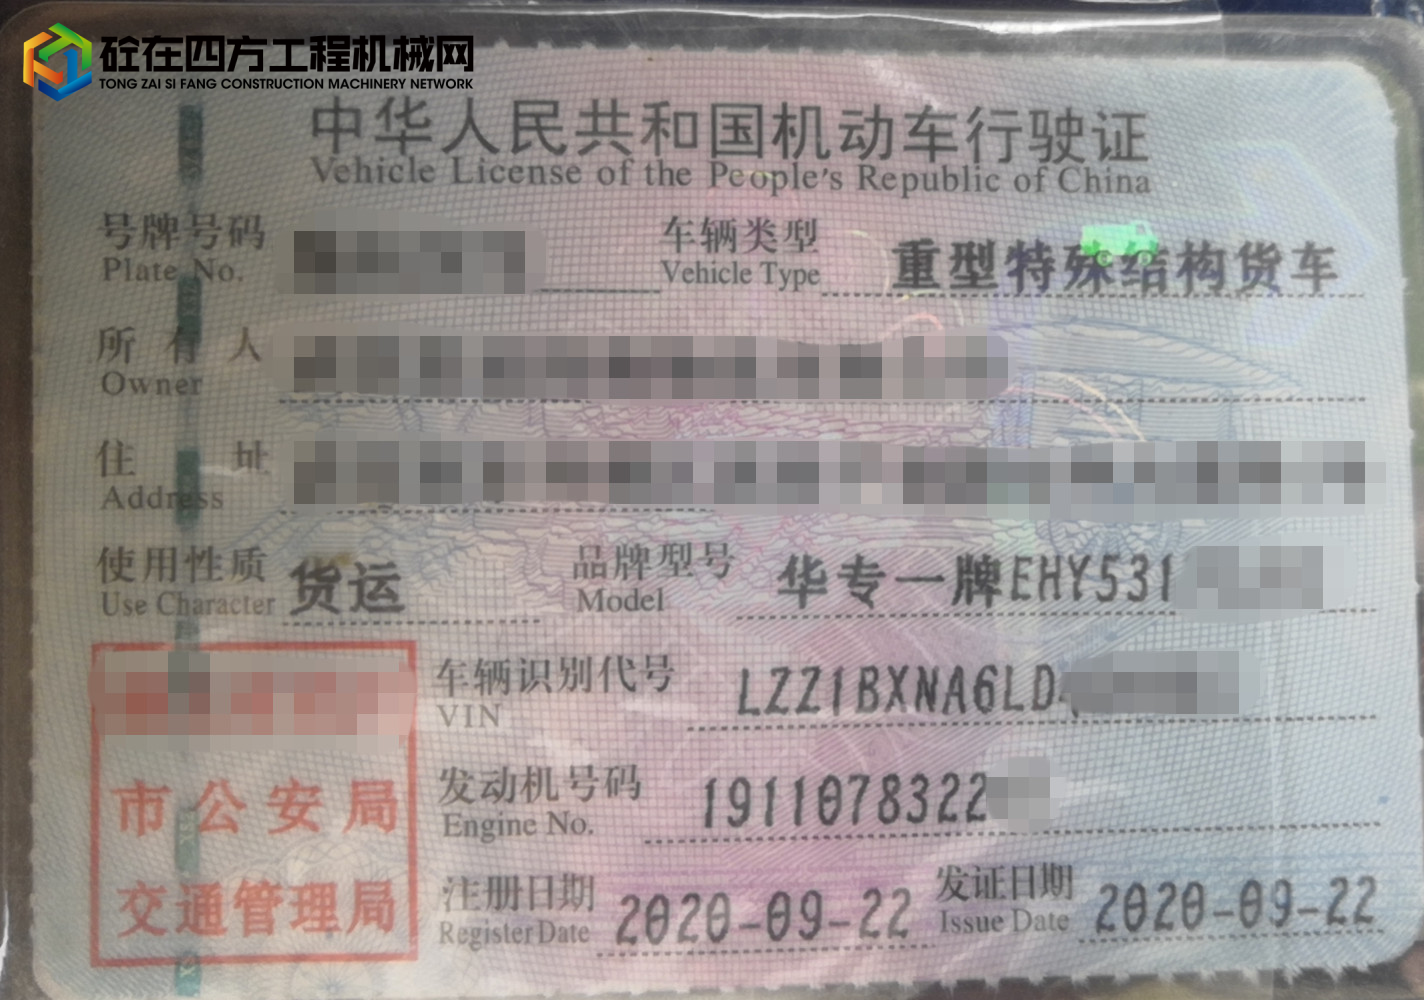 砼在四方工程机械网
TONG ZAI SI FANG CONSTRUCTION MACHINERY NETWORK
中华人民共和国机动车行驶证
Vehicle License of the People's Republic of China
号牌号码
Plate No.
车辆类型 重型特殊结构货车
Vehicle Type
所有人
Owner
住址
Address
使用性质 货运
Use Character
品牌型号 华专一牌EHY531
Model
车辆识别代号 LZZ1BXNA6LD
VIN
市公安局
交通管理局
发动机号码 1911078322
Engine No.
注册日期 2020-09-22
Register Date
发证日期 2020-09-22
Issue Date